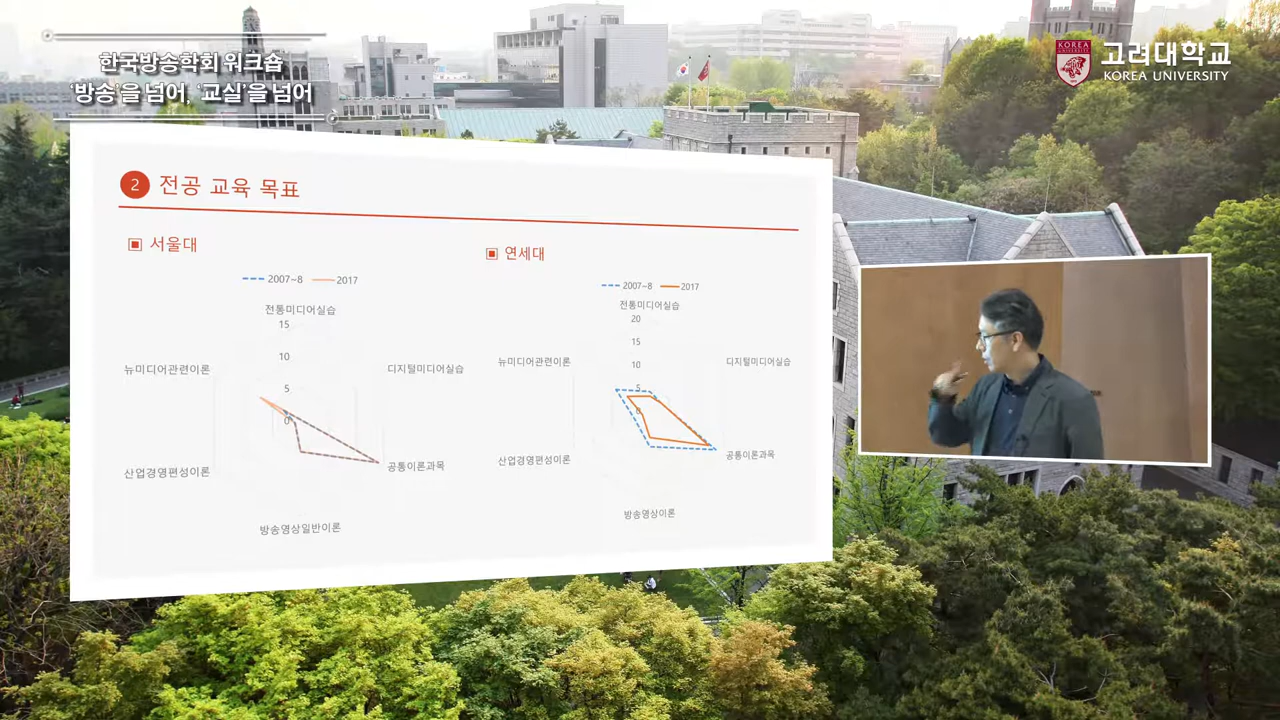 한국방송학회 워크숍
'방송'을 넘어, '교실'을 넘어
KOREA
UNIVERSITY
고려대학교
KOREA UNIVERSITY
2 전공 교육 목표
서울대
2007~8 2017
전통미디어실습
15
10
5
0
뉴미디어관련이론
디지털미디어실습
산업경영편성이론
공통이론과목
방송영상일반이론
연세대
2007~8 2017
전통미디어실습
20
15
10
5
0
뉴미디어관련이론
디지털미디어실습
산업경영편성이론
공통이론과목
방송영상이론